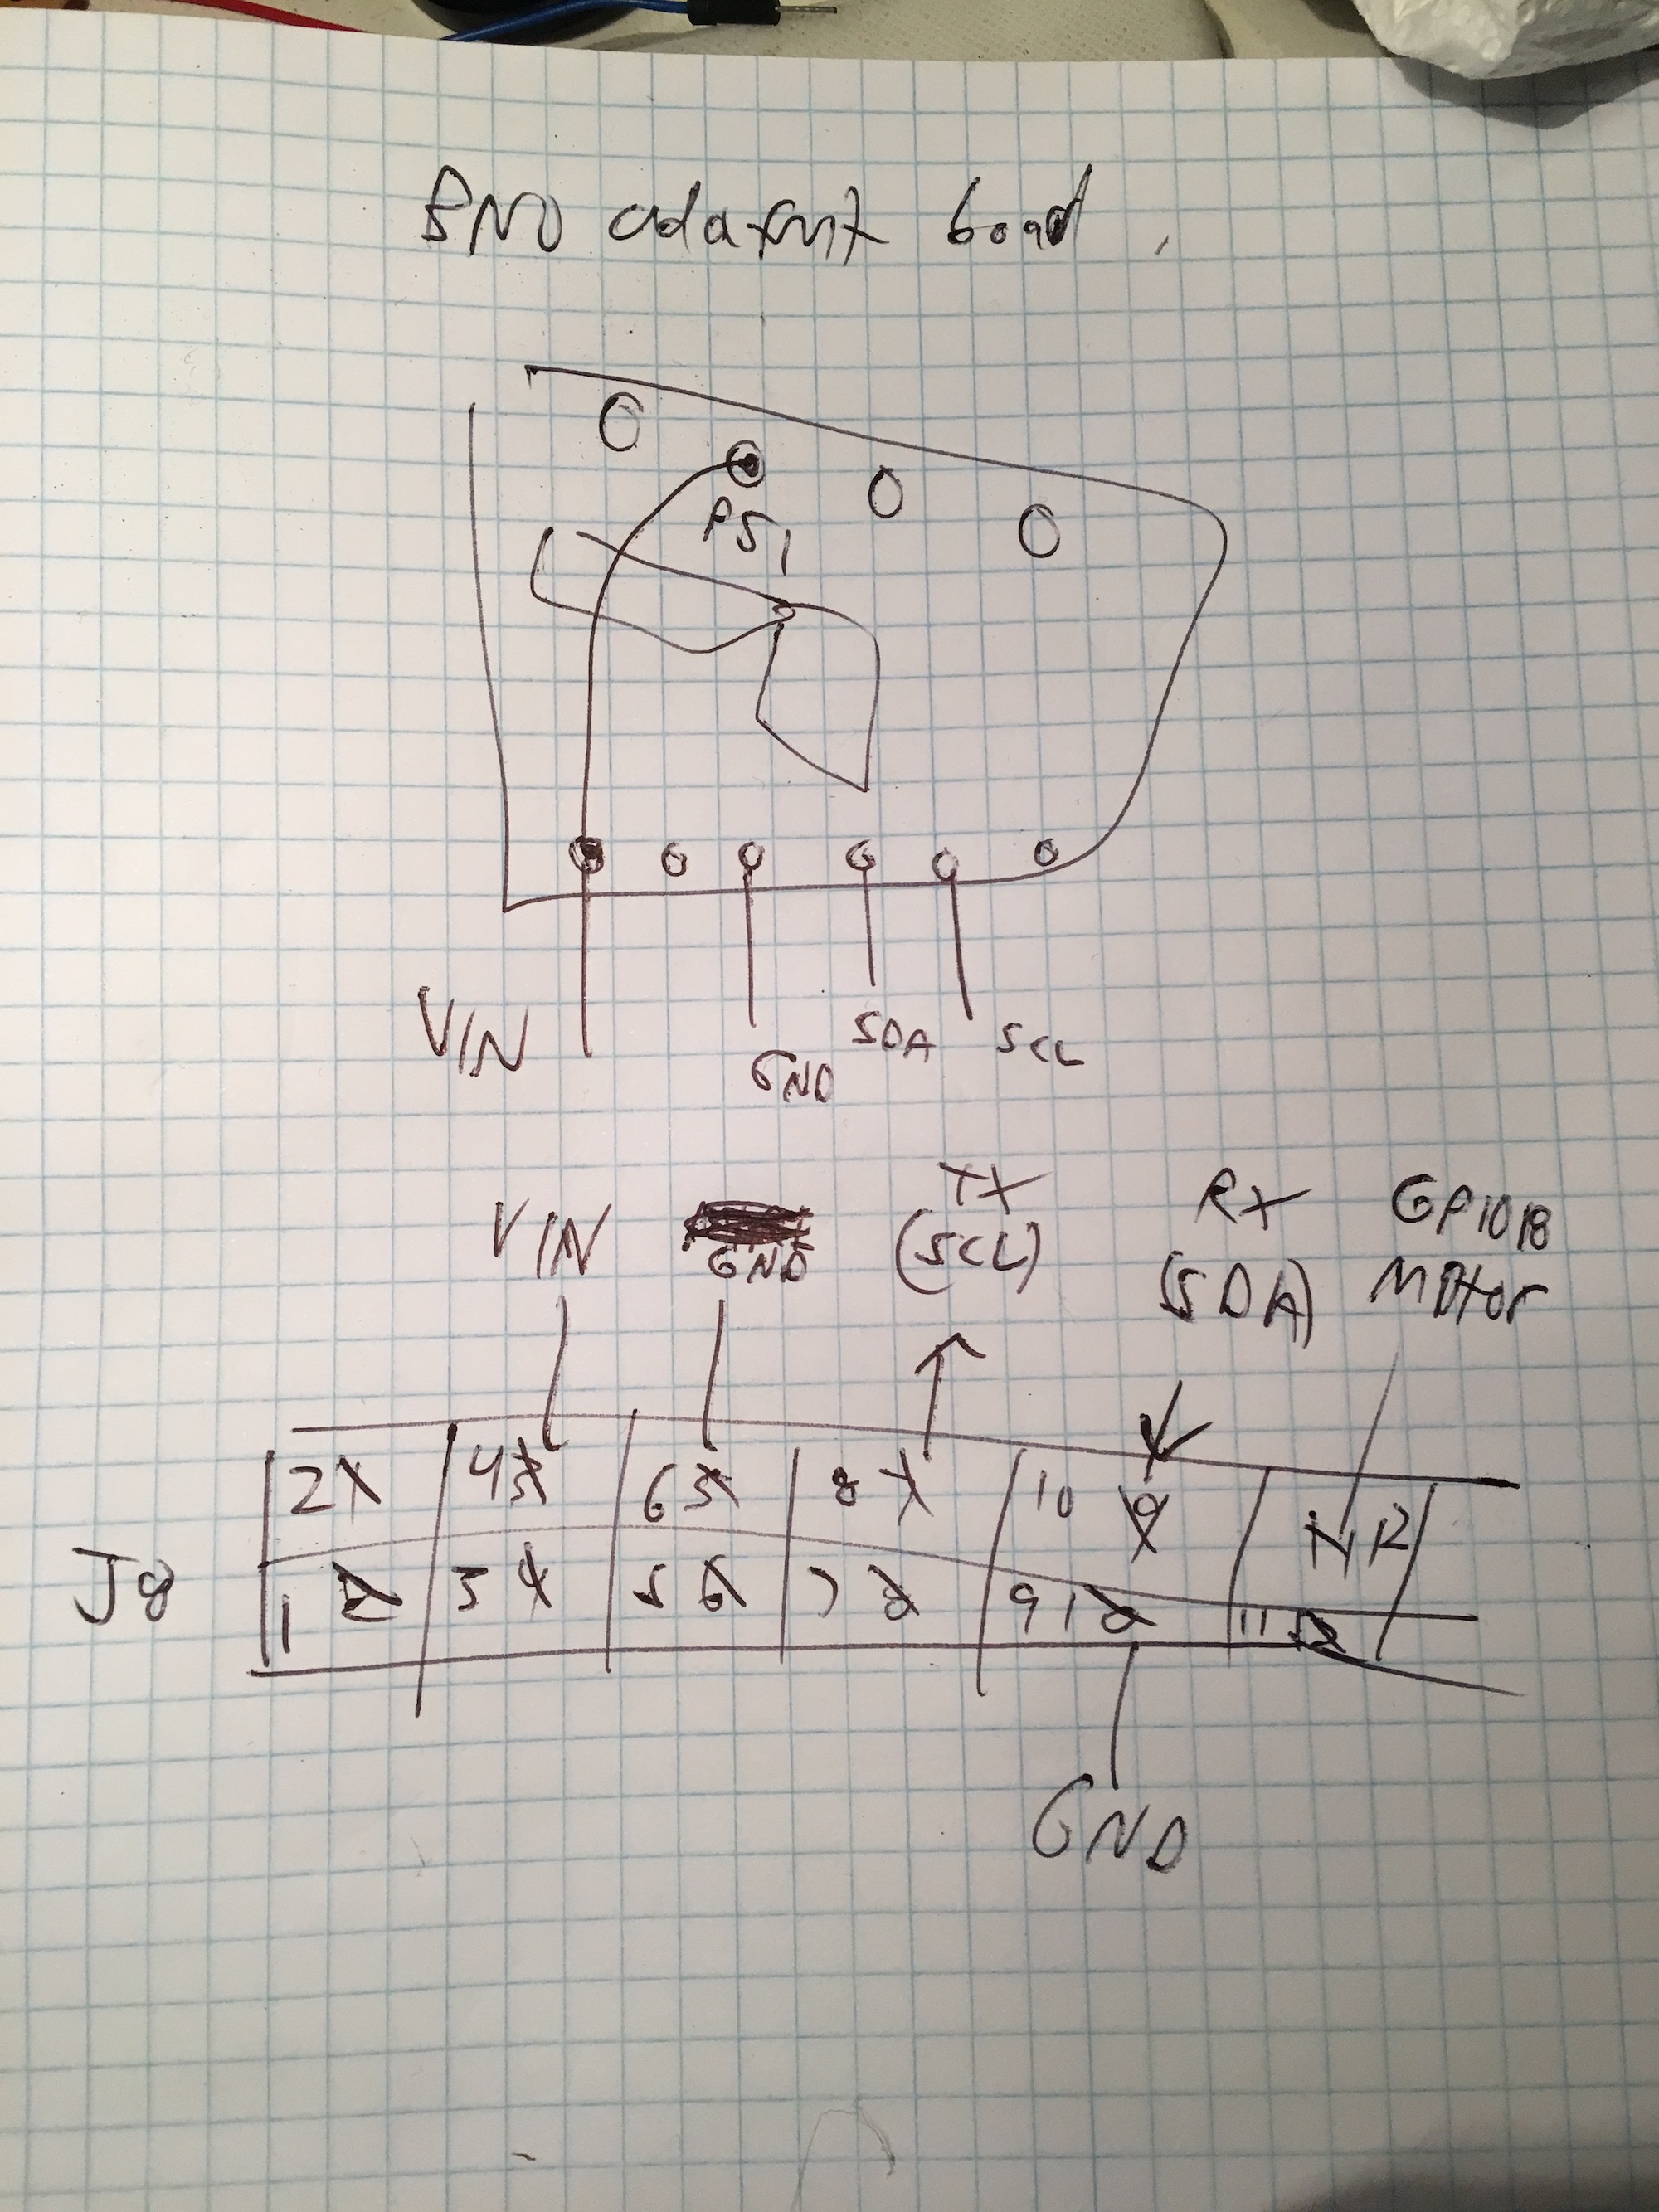 BNO adafruit board
PS1
VIN
GND
SDA
SCL
VIN
GND
TX
(SCL)
RX
(SDA)
GPIO18
MOtor
2 4 6 8 10 12
J8
1 3 5 7 9 11
GND